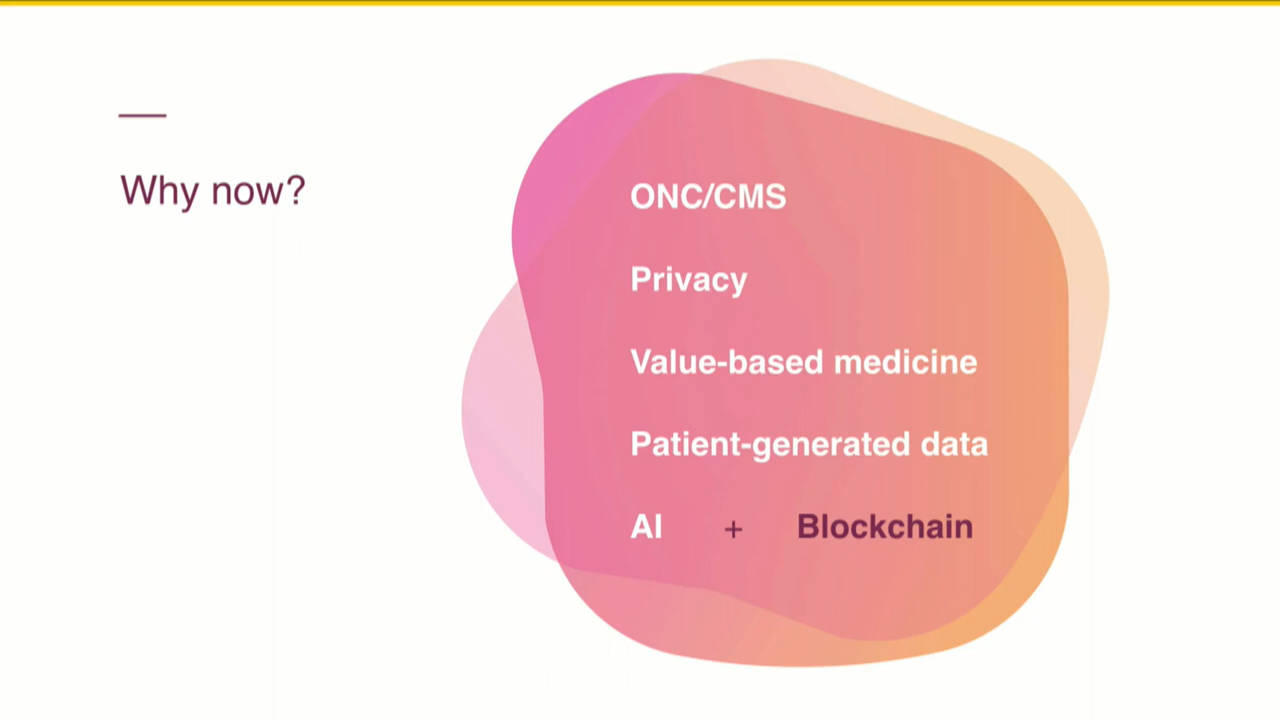 Why now?
ONC/CMS
Privacy
Value-based medicine
Patient-generated data
AI + Blockchain